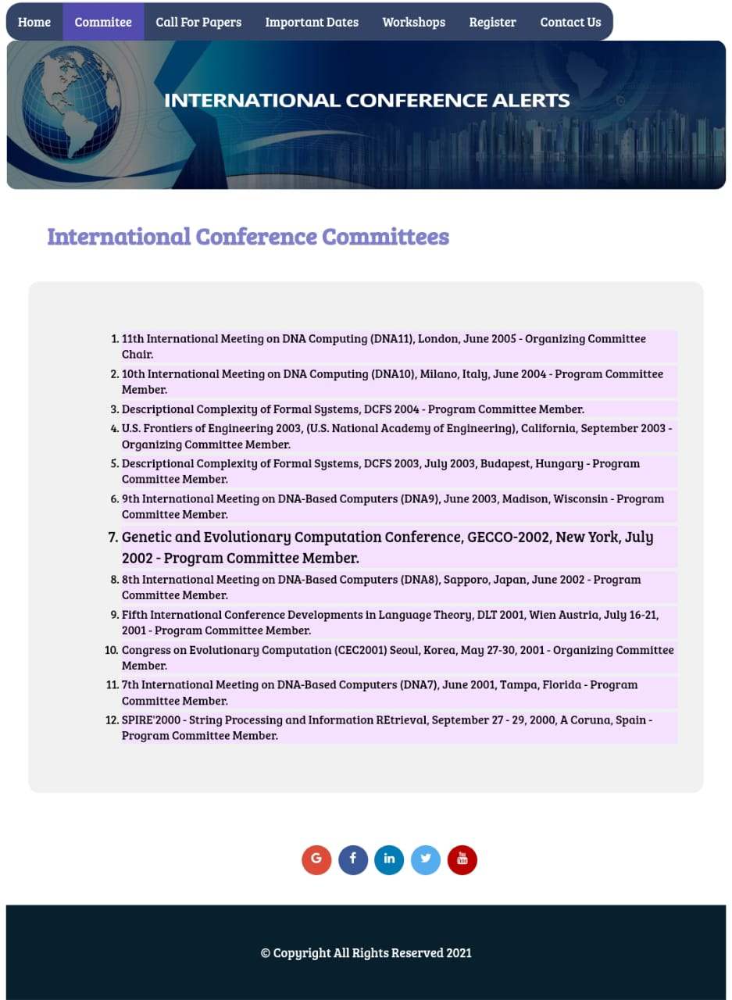 Home Commitee Call For Papers Important Dates Workshops Register Contact Us
INTERNATIONAL CONFERENCE ALERTS
International Conference Committees
1. 11th International Meeting on DNA Computing (DNA11), London, June 2005 - Organizing Committee
Chair.
2. 10th International Meeting on DNA Computing (DNA10), Milano, Italy, June 2004 - Program Committee
Member.
3. Descriptional Complexity of Formal Systems, DCFS 2004 - Program Committee Member.
4. U.S. Frontiers of Engineering 2003, (U.S. National Academy of Engineering), California, September 2003 -
Organizing Committee Member.
5. Descriptional Complexity of Formal Systems, DCFS 2003, July 2003, Budapest, Hungary - Program
Committee Member.
6. 9th International Meeting on DNA-Based Computers (DNA9), June 2003, Madison, Wisconsin - Program
Committee Member.
7. Genetic and Evolutionary Computation Conference, GECCO-2002, New York, July
2002 - Program Committee Member.
8. 8th International Meeting on DNA-Based Computers (DNA8), Sapporo, Japan, June 2002 - Program
Committee Member.
9. Fifth International Conference Developments in Language Theory, DLT 2001, Wien Austria, July 16-21,
2001 - Program Committee Member.
10. Congress on Evolutionary Computation (CEC2001) Seoul, Korea, May 27-30, 2001 - Organizing Committee
Member.
11. 7th International Meeting on DNA-Based Computers (DNA7), June 2001, Tampa, Florida - Program
Committee Member.
12. SPIRE'2000 - String Processing and Information REtrieval, September 27 - 29, 2000, A Coruna, Spain -
Program Committee Member.
G f in You Tube
© Copyright All Rights Reserved 2021